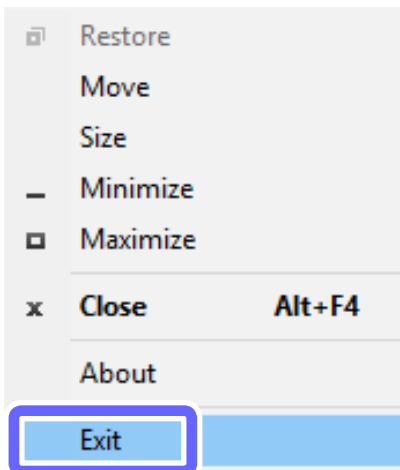 Restore
Move
Size
Minimize
Maximize
Close Alt+F4
About
Exit